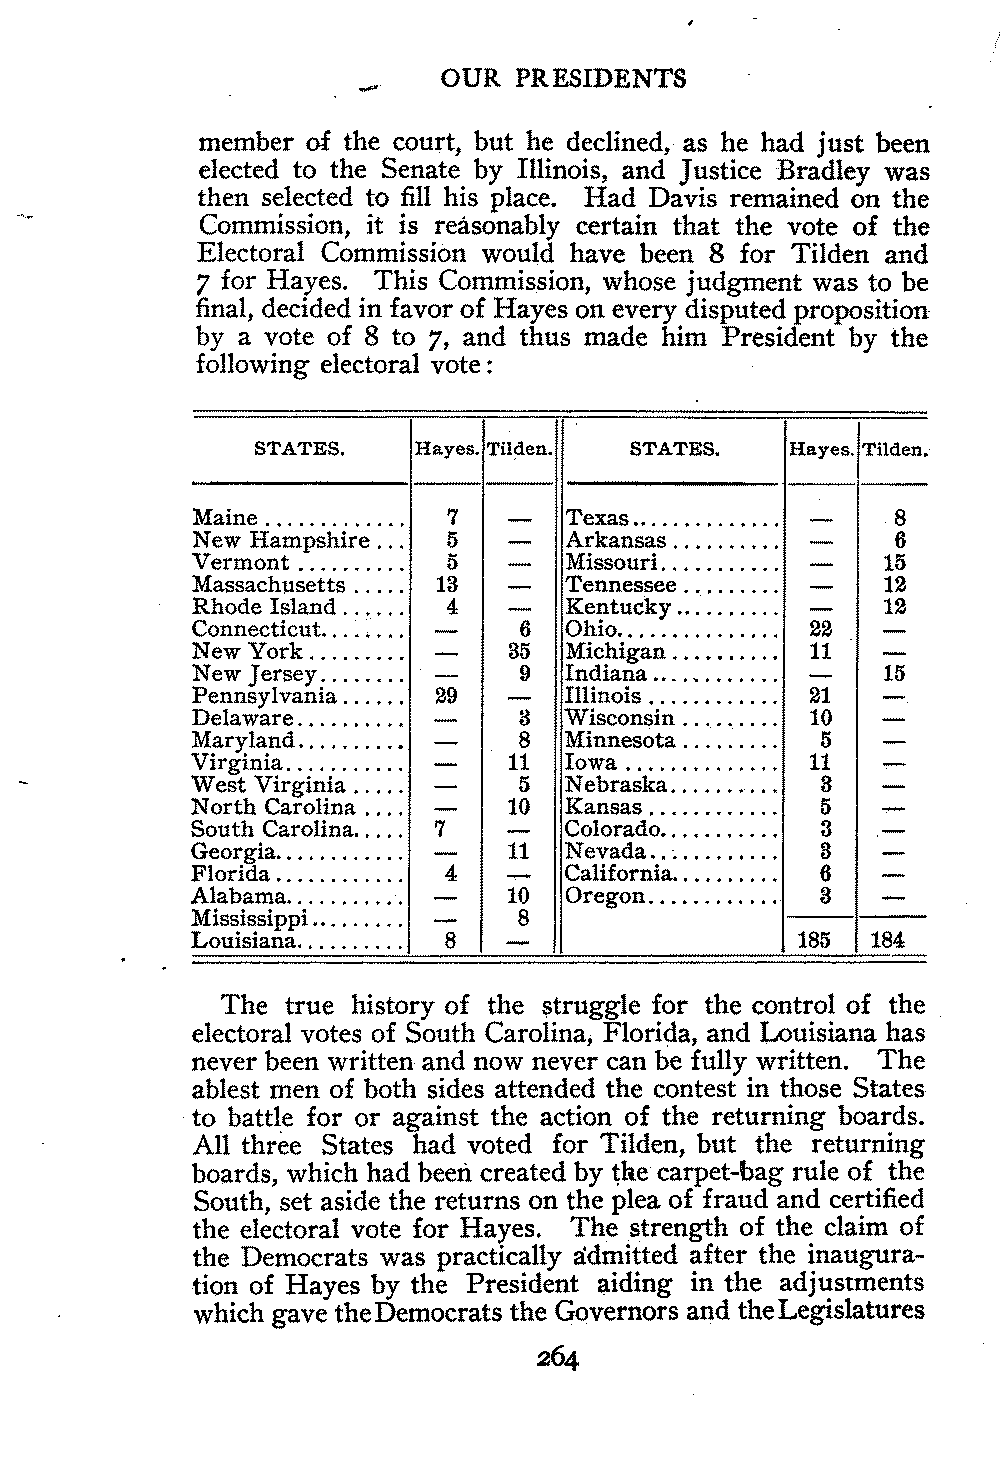 OUR PRESIDENTS
member of the court, but he declined, as he had just been
elected to the Senate by Illinois, and Justice Bradley was
then selected to fill his place. Had Davis remained on the
Commission, it is reasonably certain that the vote of the
Electoral Commission would have been 8 for Tilden and
7 for Hayes. This Commission, whose judgment was to be
final, decided in favor of Hayes on every disputed proposition
by a vote of 8 to 7, and thus made him President by the
following electoral vote:
STATES. Hayes. Tilden. STATES. Hayes. Tilden.
Maine ............. 7 — Texas.............. — 8
New Hampshire ... 5 — Arkansas .......... — 6
Vermont .......... 5 — Missouri........... — 15
Massachusetts ..... 13 — Tennessee ......... — 12
Rhode Island ...... 4 — Kentucky.......... — 12
Connecticut........ — 6 Ohio............... 22 —
New York ......... — 35 Michigan .......... 11 —
New Jersey........ — 9 Indiana ............ — 15
Pennsylvania ...... 29 — Illinois ............ 21 —
Delaware.......... — 3 Wisconsin ......... 10 —
Maryland.......... — 8 Minnesota ......... 5 —
Virginia........... — 11 Iowa .............. 11 —
West Virginia ..... — 5 Nebraska.......... 3 —
North Carolina .... — 10 Kansas ............ 5 —
South Carolina..... 7 — Colorado........... 3 —
Georgia............ — 11 Nevada............ 3 —
Florida ............ 4 — California.......... 6 —
Alabama........... — 10 Oregon............ 3 —
Mississippi......... — 8
Louisiana.......... 8 — 185 184
The true history of the struggle for the control of the
electoral votes of South Carolina, Florida, and Louisiana has
never been written and now never can be fully written. The
ablest men of both sides attended the contest in those States
to battle for or against the action of the returning boards.
All three States had voted for Tilden, but the returning
boards, which had been created by the carpet-bag rule of the
South, set aside the returns on the plea of fraud and certified
the electoral vote for Hayes. The strength of the claim of
the Democrats was practically admitted after the inaugura-
tion of Hayes by the President aiding in the adjustments
which gave the Democrats the Governors and the Legislatures
264